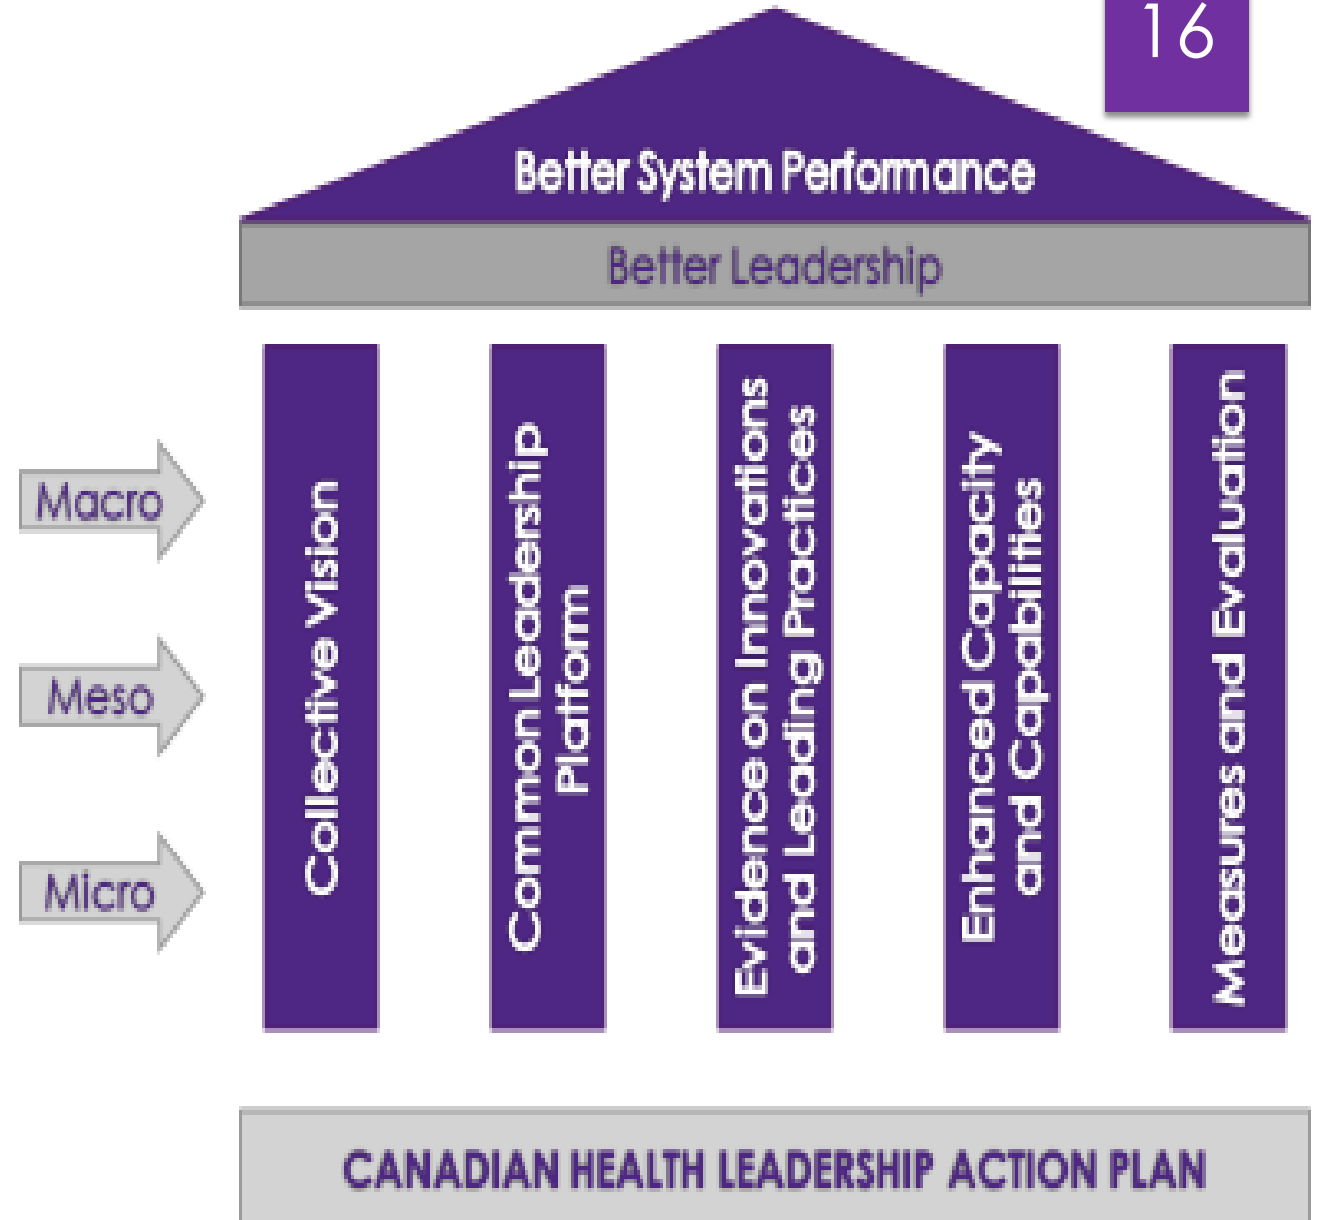 16
Better System Performance
Better Leadership
Macro
Meso
Micro
Collective Vision
Common Leadership
Platform
Evidence on Innovations
and Leading Practices
Enhanced Capacity
and Capabilities
Measures and Evaluation
CANADIAN HEALTH LEADERSHIP ACTION PLAN